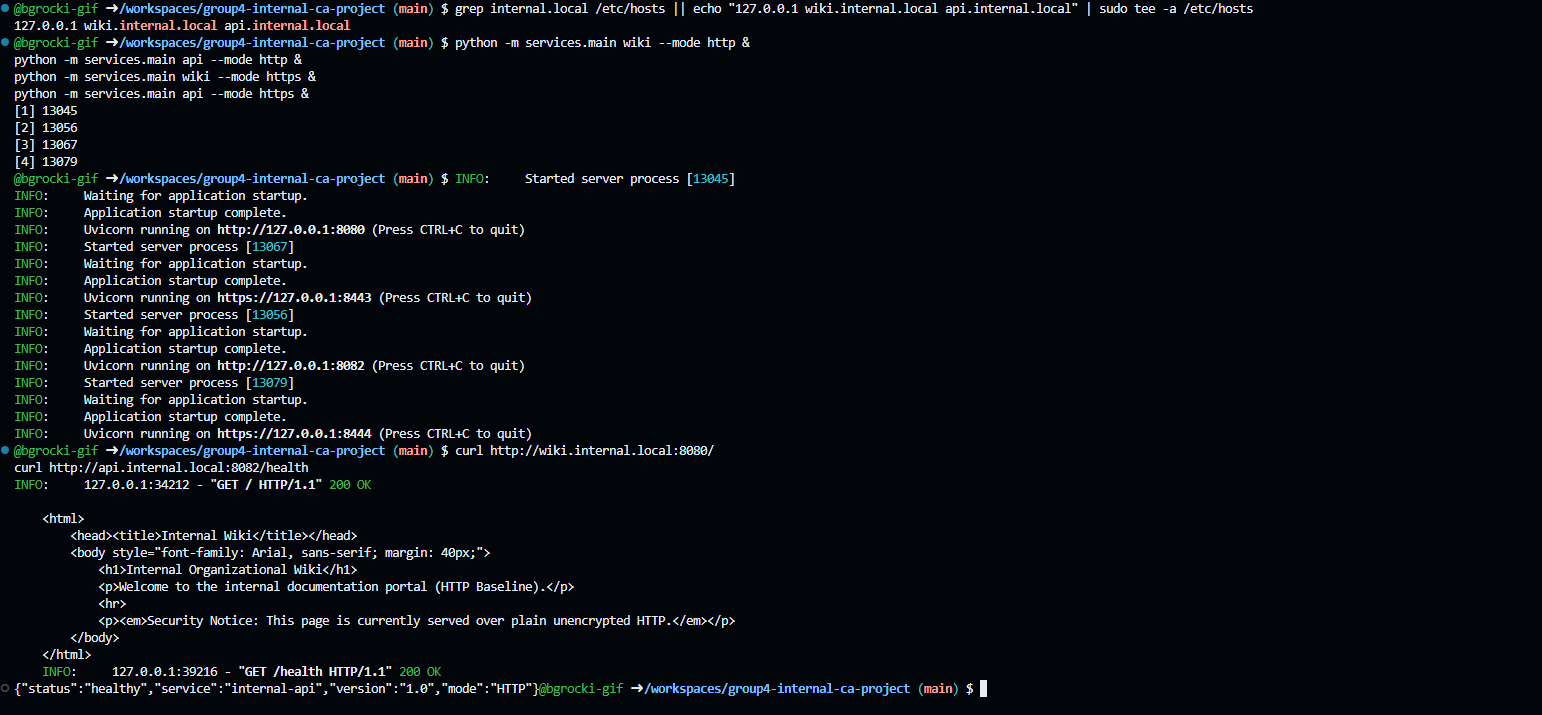 @bgrocki-gif ➜/workspaces/group4-internal-ca-project (main) $ grep internal.local /etc/hosts || echo "127.0.0.1 wiki.internal.local api.internal.local" | sudo tee -a /etc/hosts
127.0.0.1 wiki.internal.local api.internal.local
@bgrocki-gif ➜/workspaces/group4-internal-ca-project (main) $ python -m services.main wiki --mode http &
python -m services.main api --mode http &
python -m services.main wiki --mode https &
python -m services.main api --mode https &
[1] 13045
[2] 13056
[3] 13067
[4] 13079
@bgrocki-gif ➜/workspaces/group4-internal-ca-project (main) $ INFO:     Started server process [13045]
INFO:     Waiting for application startup.
INFO:     Application startup complete.
INFO:     Uvicorn running on http://127.0.0.1:8080 (Press CTRL+C to quit)
INFO:     Started server process [13067]
INFO:     Waiting for application startup.
INFO:     Application startup complete.
INFO:     Uvicorn running on https://127.0.0.1:8443 (Press CTRL+C to quit)
INFO:     Started server process [13056]
INFO:     Waiting for application startup.
INFO:     Application startup complete.
INFO:     Uvicorn running on http://127.0.0.1:8082 (Press CTRL+C to quit)
INFO:     Started server process [13079]
INFO:     Waiting for application startup.
INFO:     Application startup complete.
INFO:     Uvicorn running on https://127.0.0.1:8444 (Press CTRL+C to quit)
@bgrocki-gif ➜/workspaces/group4-internal-ca-project (main) $ curl http://wiki.internal.local:8080/
curl http://api.internal.local:8082/health
INFO:     127.0.0.1:34212 - "GET / HTTP/1.1" 200 OK
    <html>
        <head><title>Internal Wiki</title></head>
        <body style="font-family: Arial, sans-serif; margin: 40px;">
            <h1>Internal Organizational Wiki</h1>
            <p>Welcome to the internal documentation portal (HTTP Baseline).</p>
            <hr>
            <p><em>Security Notice: This page is currently served over plain unencrypted HTTP.</em></p>
        </body>
    </html>
    INFO:     127.0.0.1:39216 - "GET /health HTTP/1.1" 200 OK
{"status":"healthy","service":"internal-api","version":"1.0","mode":"HTTP"}@bgrocki-gif ➜/workspaces/group4-internal-ca-project (main) $